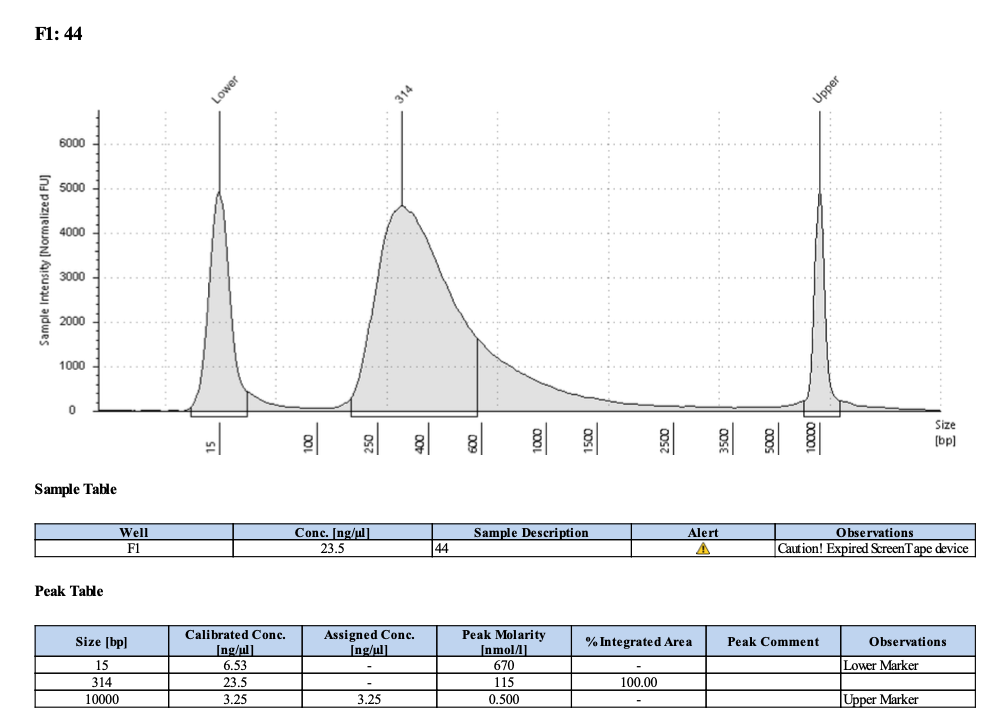 F1: 44
Lower
314
Upper
Sample Intensity [Normalized FU]
6000
5000
4000
3000
2000
1000
0
15
100
250
400
600
1000
1500
2500
3500
5000
10000
Size
[bp]
Sample Table
Well Conc. [ng/µl] Sample Description Alert Observations
F1 23.5 44 Caution! Expired ScreenTape device
Peak Table
Size [bp] Calibrated Conc. [ng/µl] Assigned Conc. [ng/µl] Peak Molarity [nmol/l] % Integrated Area Peak Comment Observations
15 6.53 - 670 - Lower Marker
314 23.5 - 115 100.00
10000 3.25 3.25 0.500 - Upper Marker